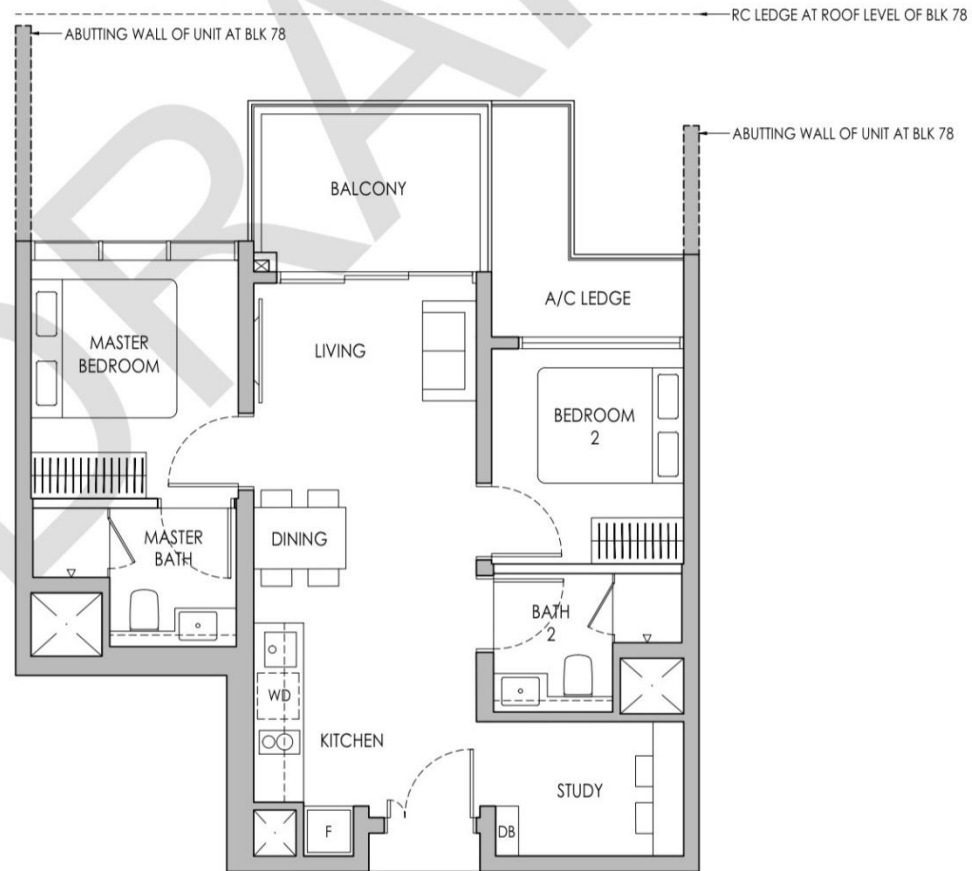 RC LEDGE AT ROOF LEVEL OF BLK 78
ABUTTING WALL OF UNIT AT BLK 78
ABUTTING WALL OF UNIT AT BLK 78
BALCONY
A/C LEDGE
MASTER
BEDROOM
LIVING
BEDROOM
2
MASTER
BATH
DINING
BATH
2
WD
KITCHEN
STUDY
F
DB
DRA